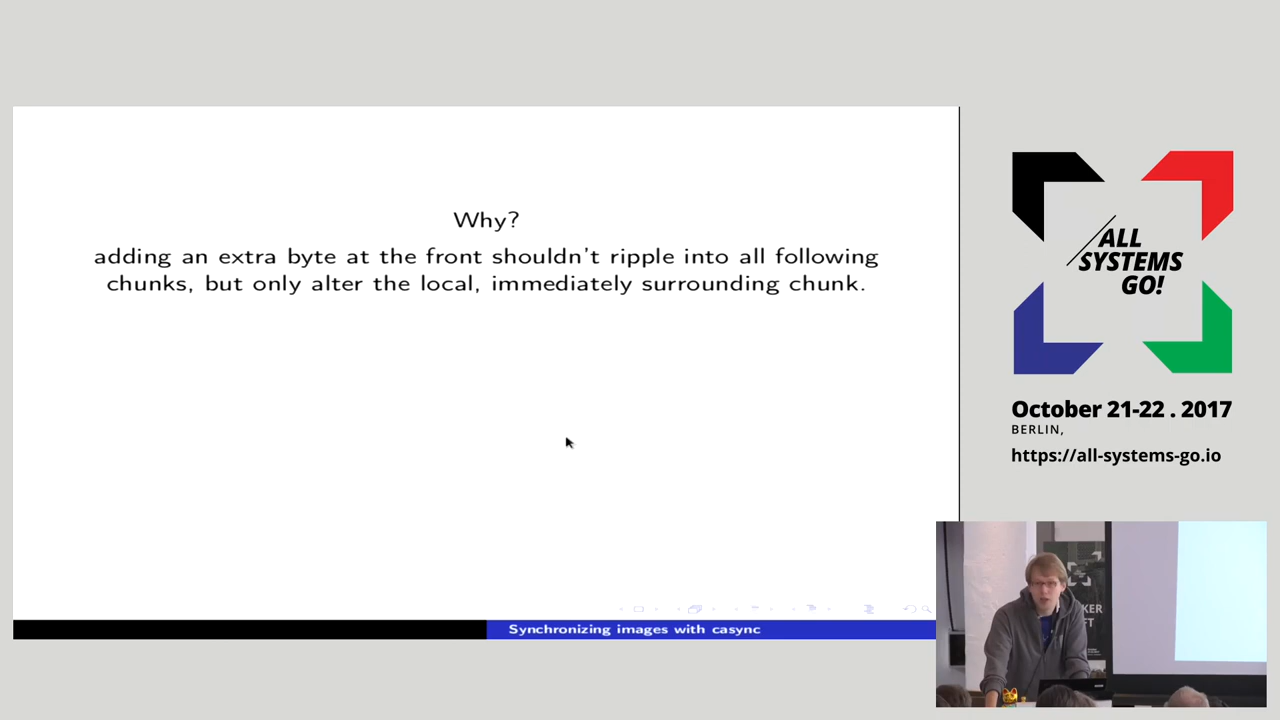 Why?
adding an extra byte at the front shouldn't ripple into all following
chunks, but only alter the local, immediately surrounding chunk.
Synchronizing images with casync
ALL
SYSTEMS
GO!
October 21-22 . 2017
BERLIN,
https://all-systems-go.io